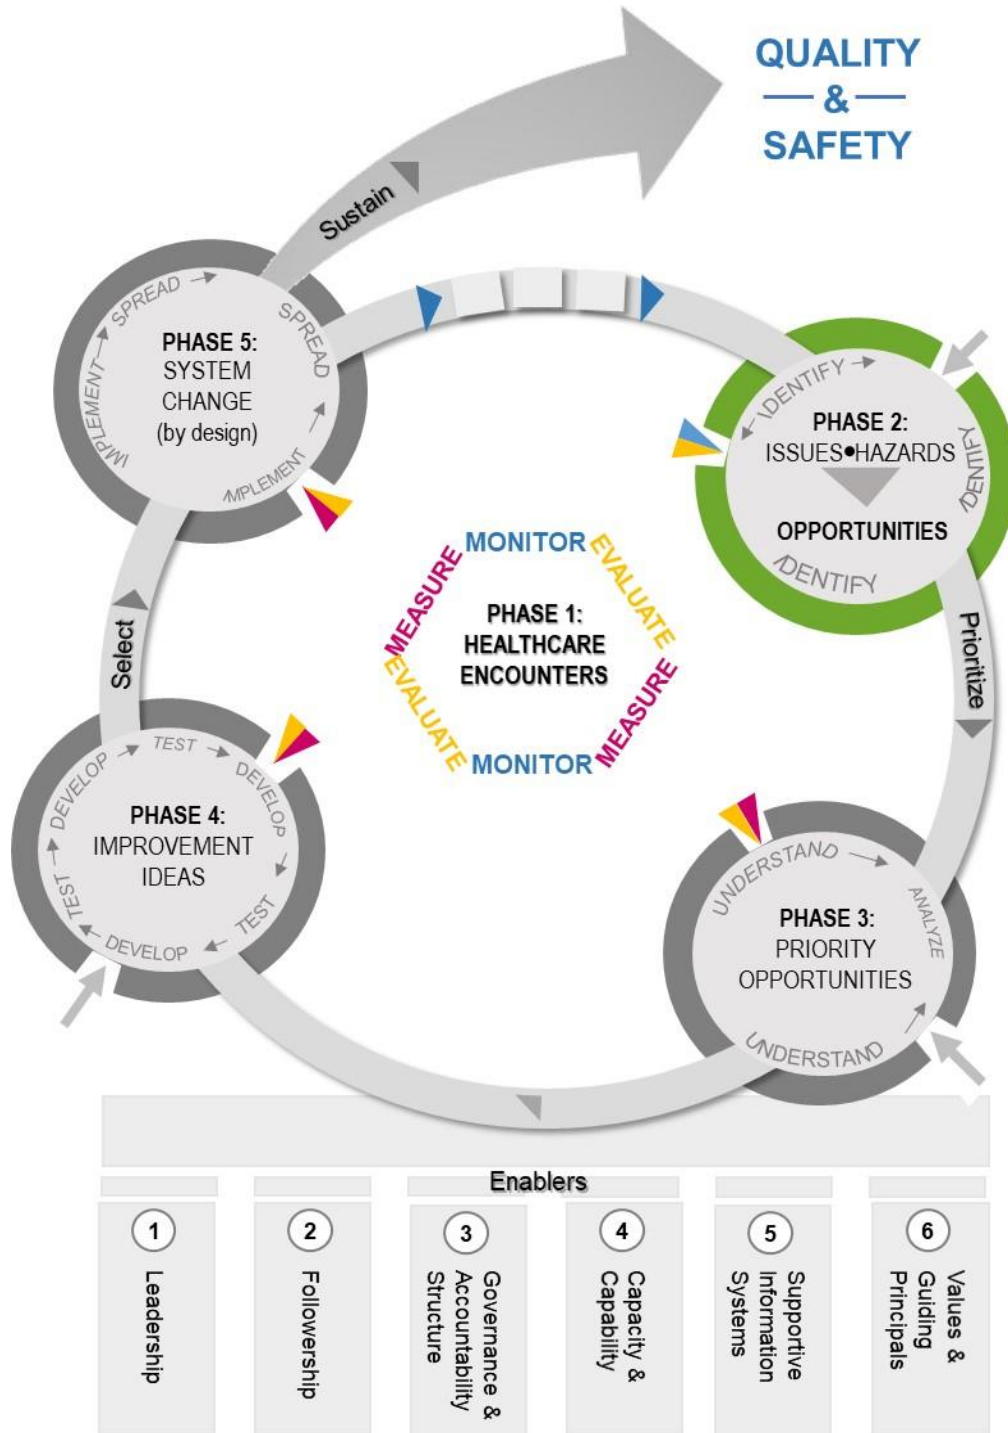 QUALITY
&
SAFETY
Sustain
SPREAD
SPREAD
IMPLEMENT
IMPLEMENT
PHASE 5:
SYSTEM
CHANGE
(by design)
IDENTIFY
IDENTIFY
IDENTIFY
PHASE 2:
ISSUES•HAZARDS
OPPORTUNITIES
Prioritize
MONITOR
EVALUATE
MEASURE
MONITOR
EVALUATE
MEASURE
PHASE 1:
HEALTHCARE
ENCOUNTERS
Select
TEST
DEVELOP
TEST
DEVELOP
TEST
DEVELOP
PHASE 4:
IMPROVEMENT
IDEAS
UNDERSTAND
ANALYZE
UNDERSTAND
PHASE 3:
PRIORITY
OPPORTUNITIES
Enablers
1
Leadership
2
Followership
3
Governance &
Accountability
Structure
4
Capacity &
Capability
5
Supportive
Information
Systems
6
Values &
Guiding
Principals